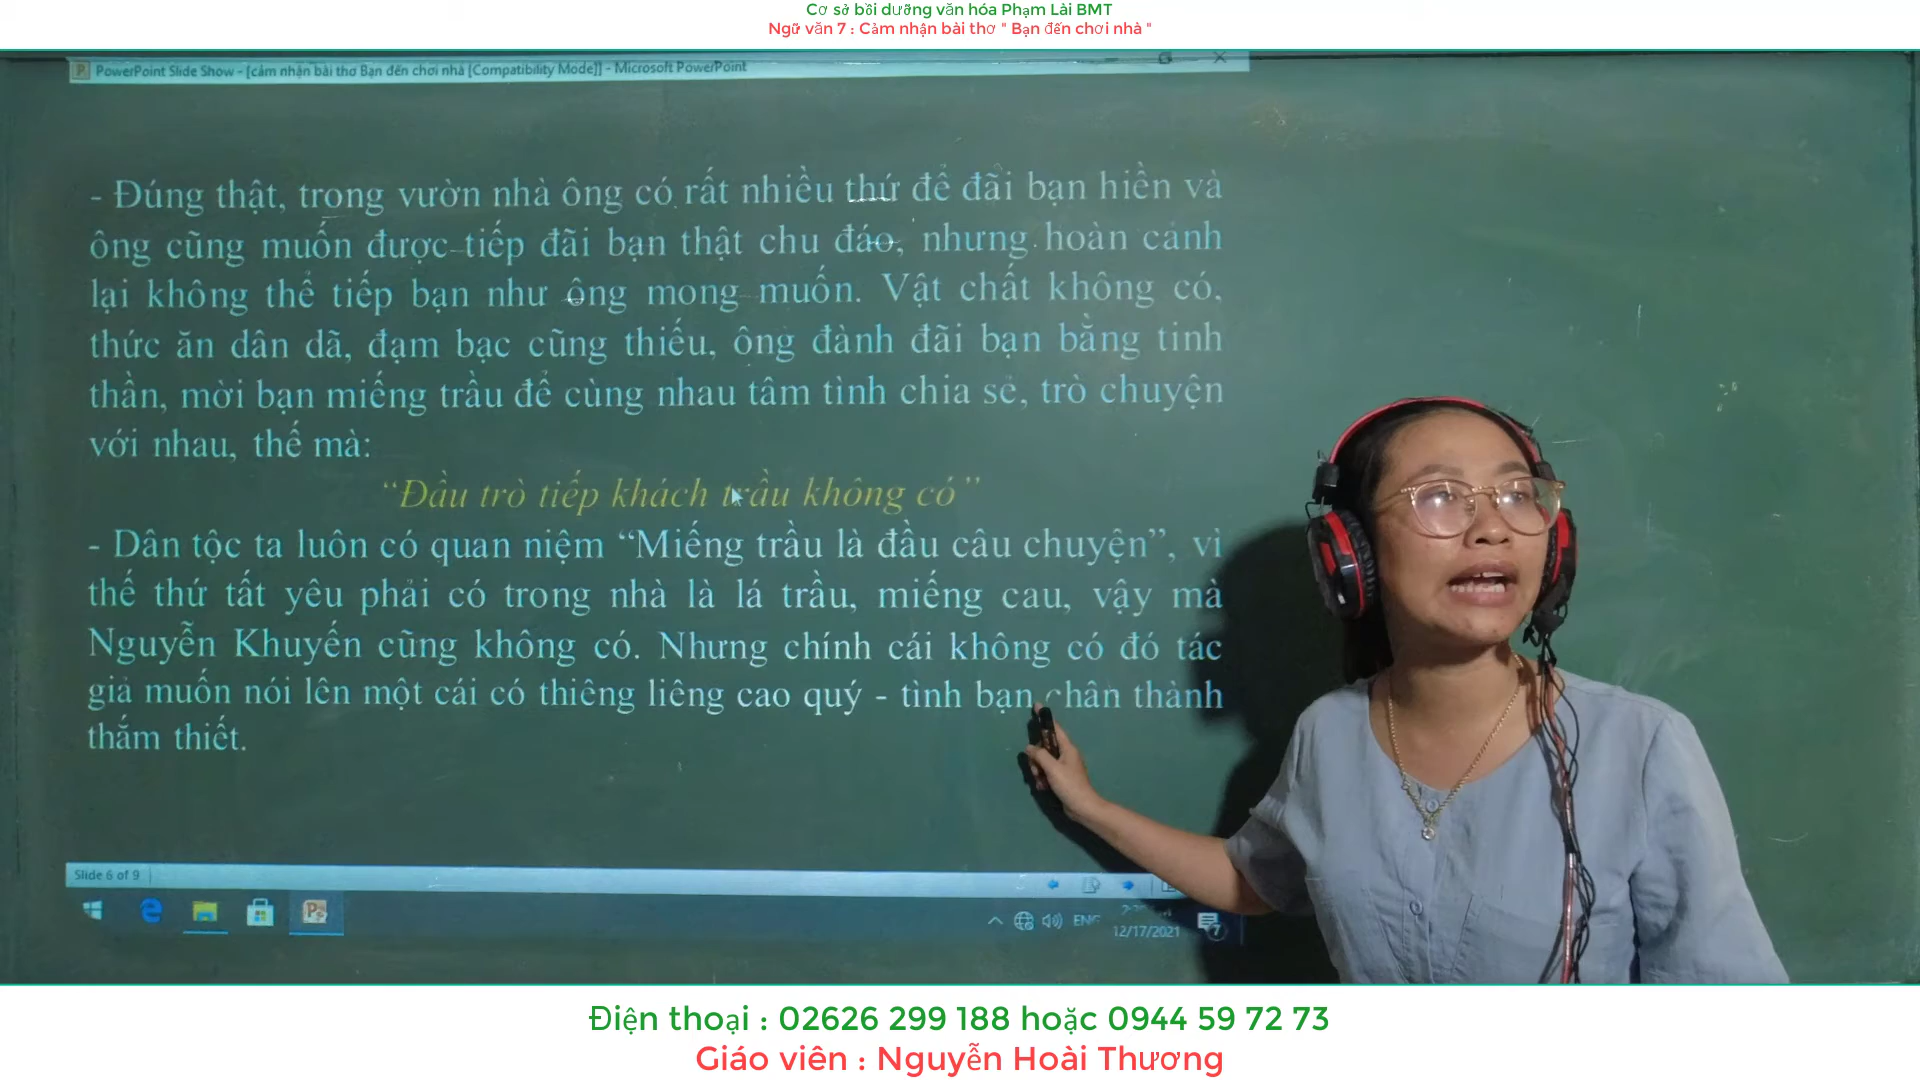 Cơ sở bồi dưỡng văn hóa Phạm Lài BMT
Ngữ văn 7 : Cảm nhận bài thơ " Bạn đến chơi nhà "
PowerPoint Slide Show - [cảm nhận bài thơ Bạn đến chơi nhà [Compatibility Mode]] - Microsoft PowerPoint
- Đúng thật, trong vườn nhà ông có rất nhiều thứ để đãi bạn hiền và
ông cũng muốn được tiếp đãi bạn thật chu đáo, nhưng hoàn cảnh
lại không thể tiếp bạn như ông mong muốn. Vật chất không có,
thức ăn dân dã, đạm bạc cũng thiếu, ông đành đãi bạn bằng tinh
thần, mời bạn miếng trầu để cùng nhau tâm tình chia sẻ, trò chuyện
với nhau, thế mà:
“Đầu trò tiếp khách trầu không có”
- Dân tộc ta luôn có quan niệm “Miếng trầu là đầu câu chuyện”, vì
thế thứ tất yêu phải có trong nhà là lá trầu, miếng cau, vậy mà
Nguyễn Khuyến cũng không có. Nhưng chính cái không có đó tác
giả muốn nói lên một cái có thiêng liêng cao quý - tình bạn chân thành
thắm thiết.
Slide 6 of 9
ENG
12/17/2021
7
Điện thoại : 02626 299 188 hoặc 0944 59 72 73
Giáo viên : Nguyễn Hoài Thương